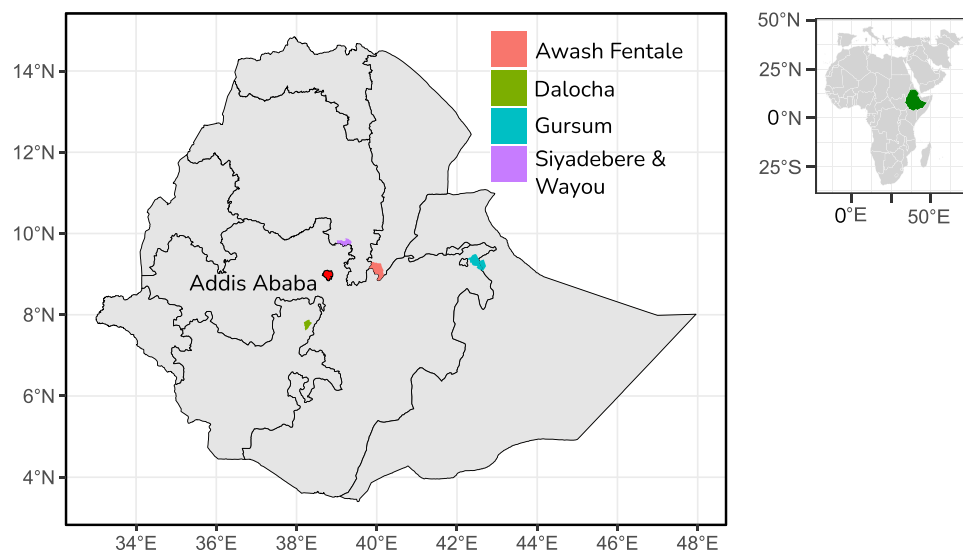 Awash Fentale
Dalocha
Gursum
Siyadebere &
Wayou
Addis Ababa
14°N
12°N
10°N
8°N
6°N
4°N
34°E
36°E
38°E
40°E
42°E
44°E
46°E
48°E
50°N
25°N
0°N
25°S
0°E
50°E